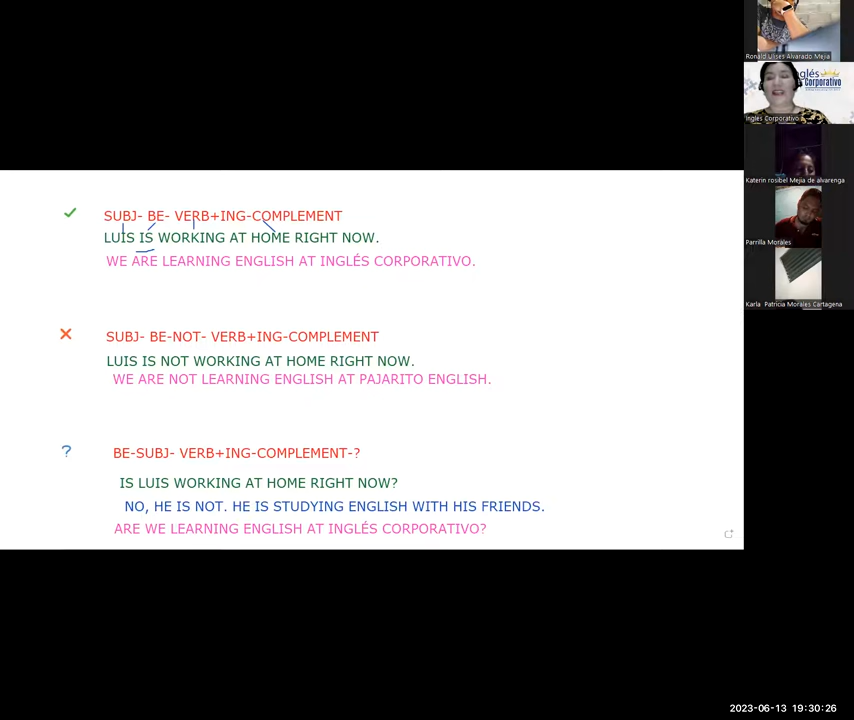 SUBJ- BE- VERB+ING-COMPLEMENT
LUIS IS WORKING AT HOME RIGHT NOW.
WE ARE LEARNING ENGLISH AT INGLÉS CORPORATIVO.
SUBJ- BE-NOT- VERB+ING-COMPLEMENT
LUIS IS NOT WORKING AT HOME RIGHT NOW.
WE ARE NOT LEARNING ENGLISH AT PAJARITO ENGLISH.
?
BE-SUBJ- VERB+ING-COMPLEMENT-?
IS LUIS WORKING AT HOME RIGHT NOW?
NO, HE IS NOT. HE IS STUDYING ENGLISH WITH HIS FRIENDS.
ARE WE LEARNING ENGLISH AT INGLÉS CORPORATIVO?
Ronald Ulises Alvarado Mejia
Inglés
Corporativo
Inglés Corporativo
Katerin rosibel Mejia de alvarenga
Parrilla Morales
Karla Patricia Morales Cartagena
2023-06-13 19:30:26